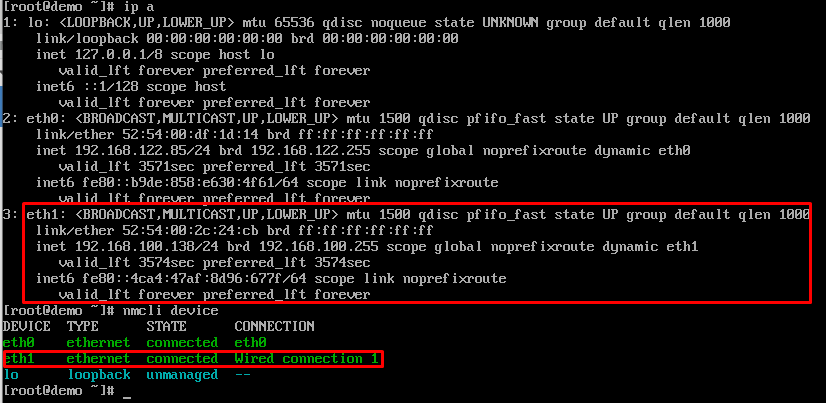 [root@demo ~]# ip a
1: lo: <LOOPBACK,UP,LOWER_UP> mtu 65536 qdisc noqueue state UNKNOWN group default qlen 1000
    link/loopback 00:00:00:00:00:00 brd 00:00:00:00:00:00
    inet 127.0.0.1/8 scope host lo
       valid_lft forever preferred_lft forever
    inet6 ::1/128 scope host
       valid_lft forever preferred_lft forever
2: eth0: <BROADCAST,MULTICAST,UP,LOWER_UP> mtu 1500 qdisc pfifo_fast state UP group default qlen 1000
    link/ether 52:54:00:df:1d:14 brd ff:ff:ff:ff:ff:ff
    inet 192.168.122.85/24 brd 192.168.122.255 scope global noprefixroute dynamic eth0
       valid_lft 3571sec preferred_lft 3571sec
    inet6 fe80::b9de:858:e630:4f61/64 scope link noprefixroute
       valid_lft forever preferred_lft forever
3: eth1: <BROADCAST,MULTICAST,UP,LOWER_UP> mtu 1500 qdisc pfifo_fast state UP group default qlen 1000
    link/ether 52:54:00:2c:24:cb brd ff:ff:ff:ff:ff:ff
    inet 192.168.100.138/24 brd 192.168.100.255 scope global noprefixroute dynamic eth1
       valid_lft 3574sec preferred_lft 3574sec
    inet6 fe80::4ca4:47af:8d96:677f/64 scope link noprefixroute
       valid_lft forever preferred_lft forever
[root@demo ~]# nmcli device
DEVICE  TYPE      STATE      CONNECTION
eth0    ethernet  connected  eth0
eth1    ethernet  connected  Wired connection 1
lo      loopback  unmanaged  --
[root@demo ~]# _